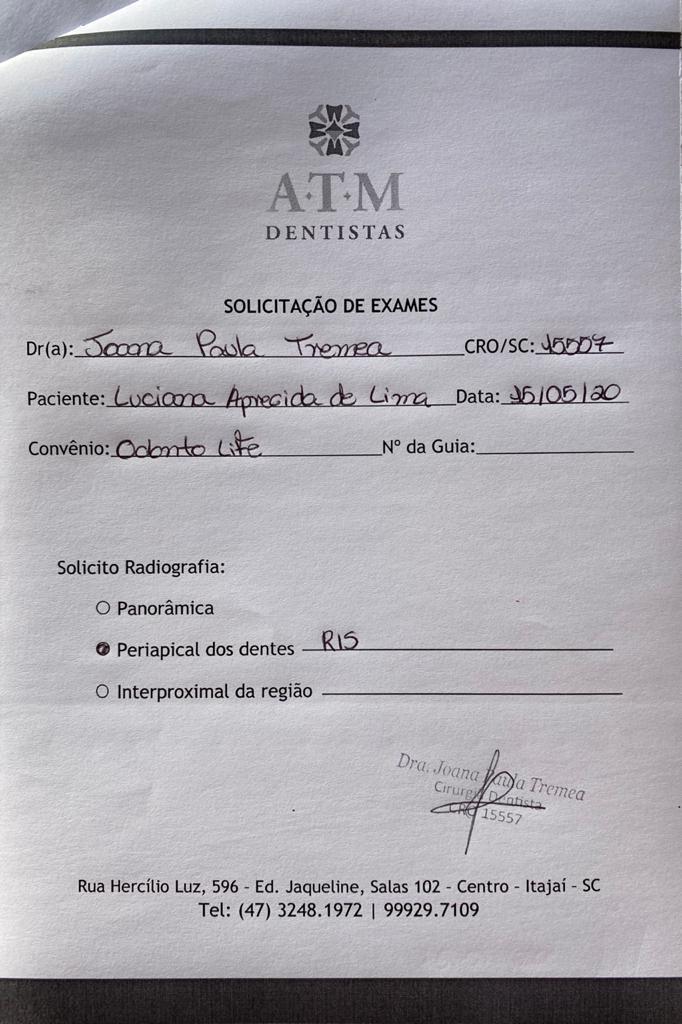 A·T·M
DENTISTAS
SOLICITAÇÃO DE EXAMES
Dr(a): Joana Paula Tremea CRO/SC: 15557
Paciente: Luciana Aparecida de Lima Data: 15/05/20
Convênio: Odonto Life Nº da Guia:
Solicito Radiografia:
Panorâmica
Periapical dos dentes R15
Interproximal da região
Dra. Joana Paula Tremea
Cirurgiã Dentista
CRO 15557
Rua Hercílio Luz, 596 - Ed. Jaqueline, Salas 102 - Centro - Itajaí - SC
Tel: (47) 3248.1972 | 99929.7109